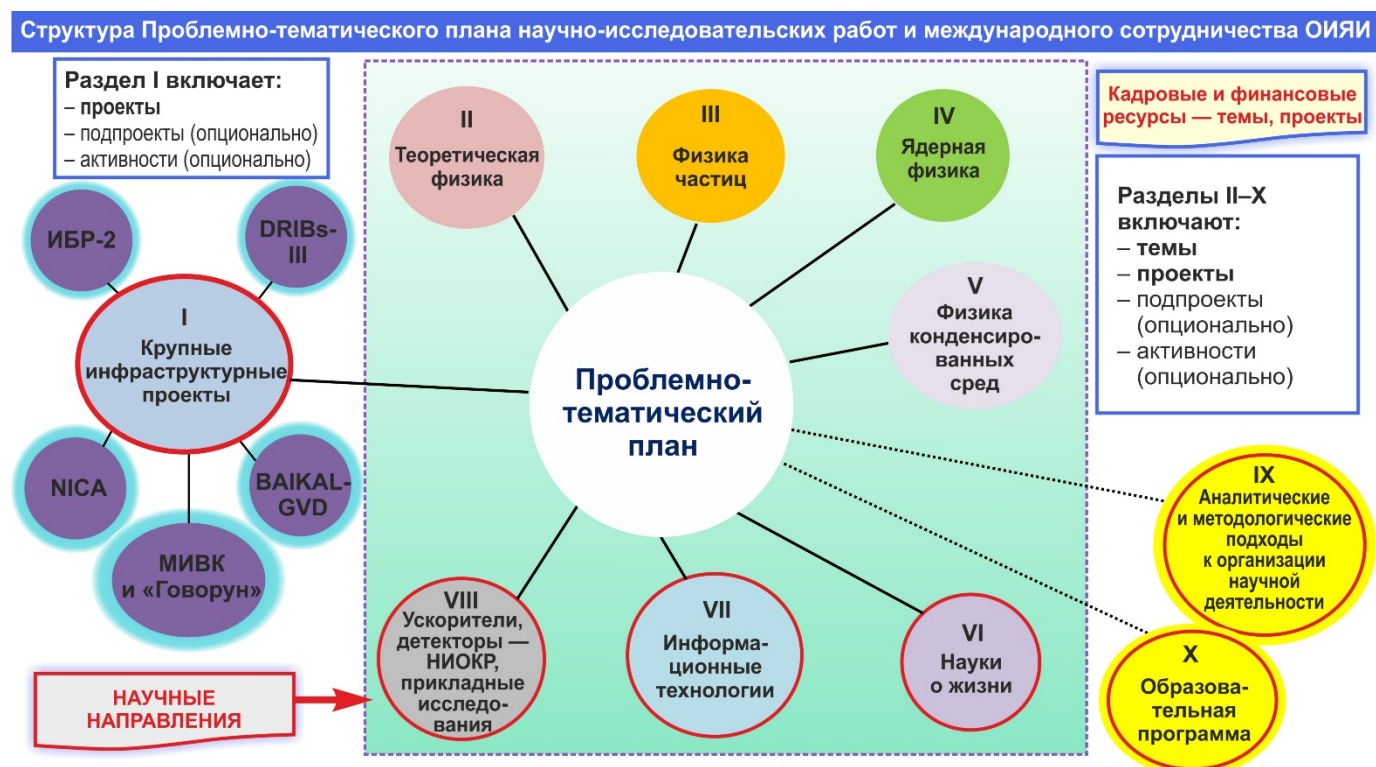 Структура Проблемно-тематического плана научно-исследовательских работ и международного сотрудничества ОИЯИ
Раздел I включает:
– проекты
– подпроекты (опционально)
– активности (опционально)
ИБР-2
DRIBs-
III
I
Крупные
инфраструктурные
проекты
NICA
BAIKAL-
GVD
МИВК
и «Говорун»
НАУЧНЫЕ
НАПРАВЛЕНИЯ
II
Теоретическая
физика
III
Физика
частиц
IV
Ядерная
физика
V
Физика
конденсиро-
ванных
сред
Проблемно-
тематический
план
VIII
Ускорители,
детекторы —
НИОКР,
прикладные
исследо-
вания
VII
Информа-
ционные
технологии
VI
Науки
о жизни
Кадровые и финансовые
ресурсы — темы, проекты
Разделы II–X
включают:
– темы
– проекты
– подпроекты
(опционально)
– активности
(опционально)
IX
Аналитические
и методологические
подходы
к организации
научной
деятельности
X
Образова-
тельная
программа